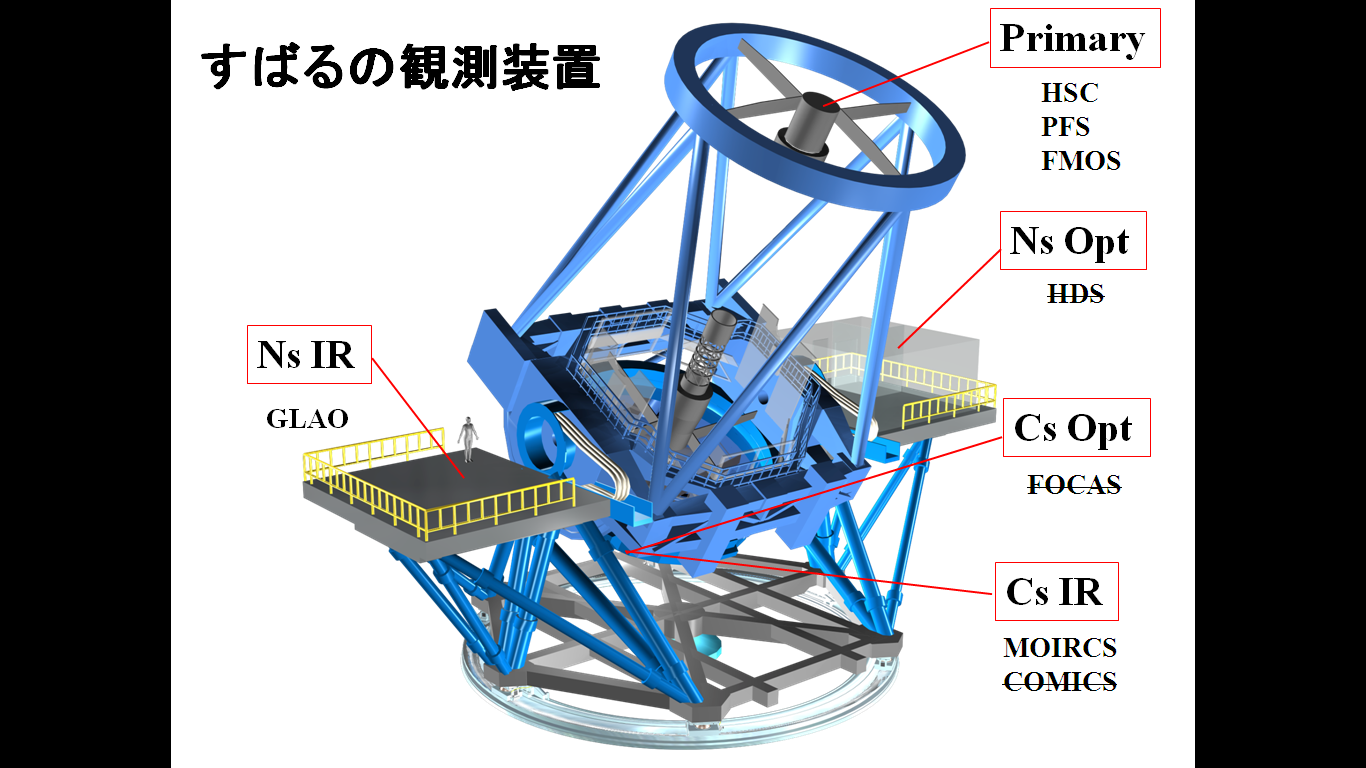 すばるの観測装置
Primary
HSC
PFS
FMOS
Ns Opt
HDS
Ns IR
GLAO
Cs Opt
FOCAS
Cs IR
MOIRCS
COMICS